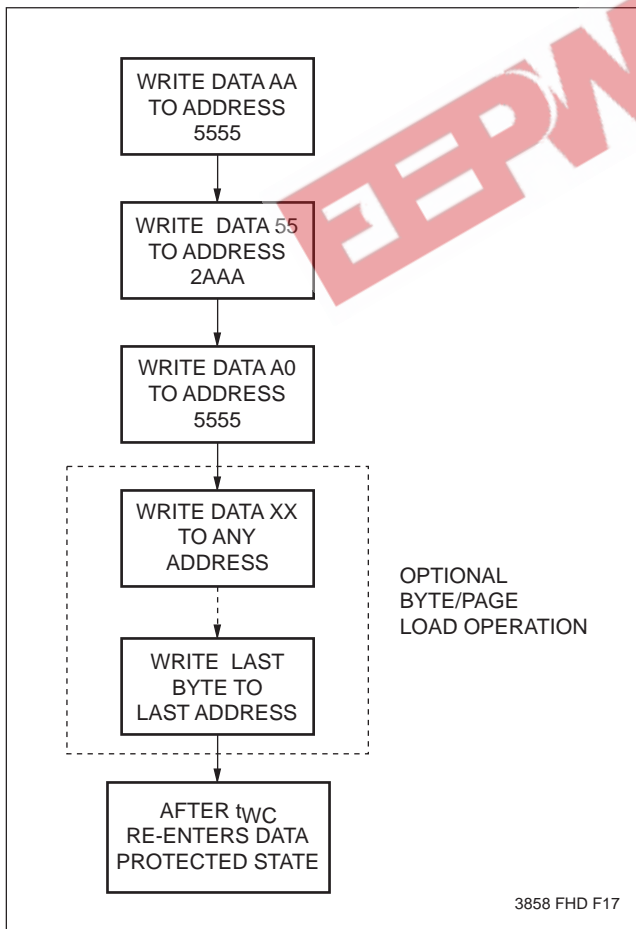 WRITE DATA AA
TO ADDRESS
5555
WRITE DATA 55
TO ADDRESS
2AAA
WRITE DATA A0
TO ADDRESS
5555
WRITE DATA XX
TO ANY
ADDRESS
OPTIONAL
BYTE/PAGE
LOAD OPERATION
WRITE LAST
BYTE TO
LAST ADDRESS
AFTER tWC
RE-ENTERS DATA
PROTECTED STATE
3858 FHD F17
EEPW